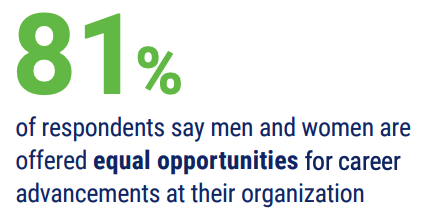 81%
of respondents say men and women are
offered equal opportunities for career
advancements at their organization